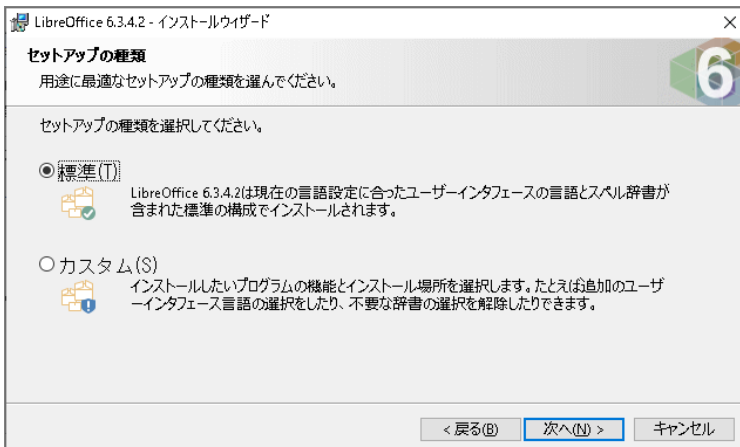 LibreOffice 6.3.4.2 - インストールウィザード
セットアップの種類
用途に最適なセットアップの種類を選んでください。
6
セットアップの種類を選択してください。
標準(T)
LibreOffice 6.3.4.2は現在の言語設定に合ったユーザーインタフェースの言語とスペル辞書が
含まれた標準の構成でインストールされます。
カスタム(S)
インストールしたいプログラムの機能とインストール場所を選択します。たとえば追加のユーザ
ーインタフェース言語の選択をしたり、不要な辞書の選択を解除したりできます。
< 戻る(B)
次へ(N) >
キャンセル